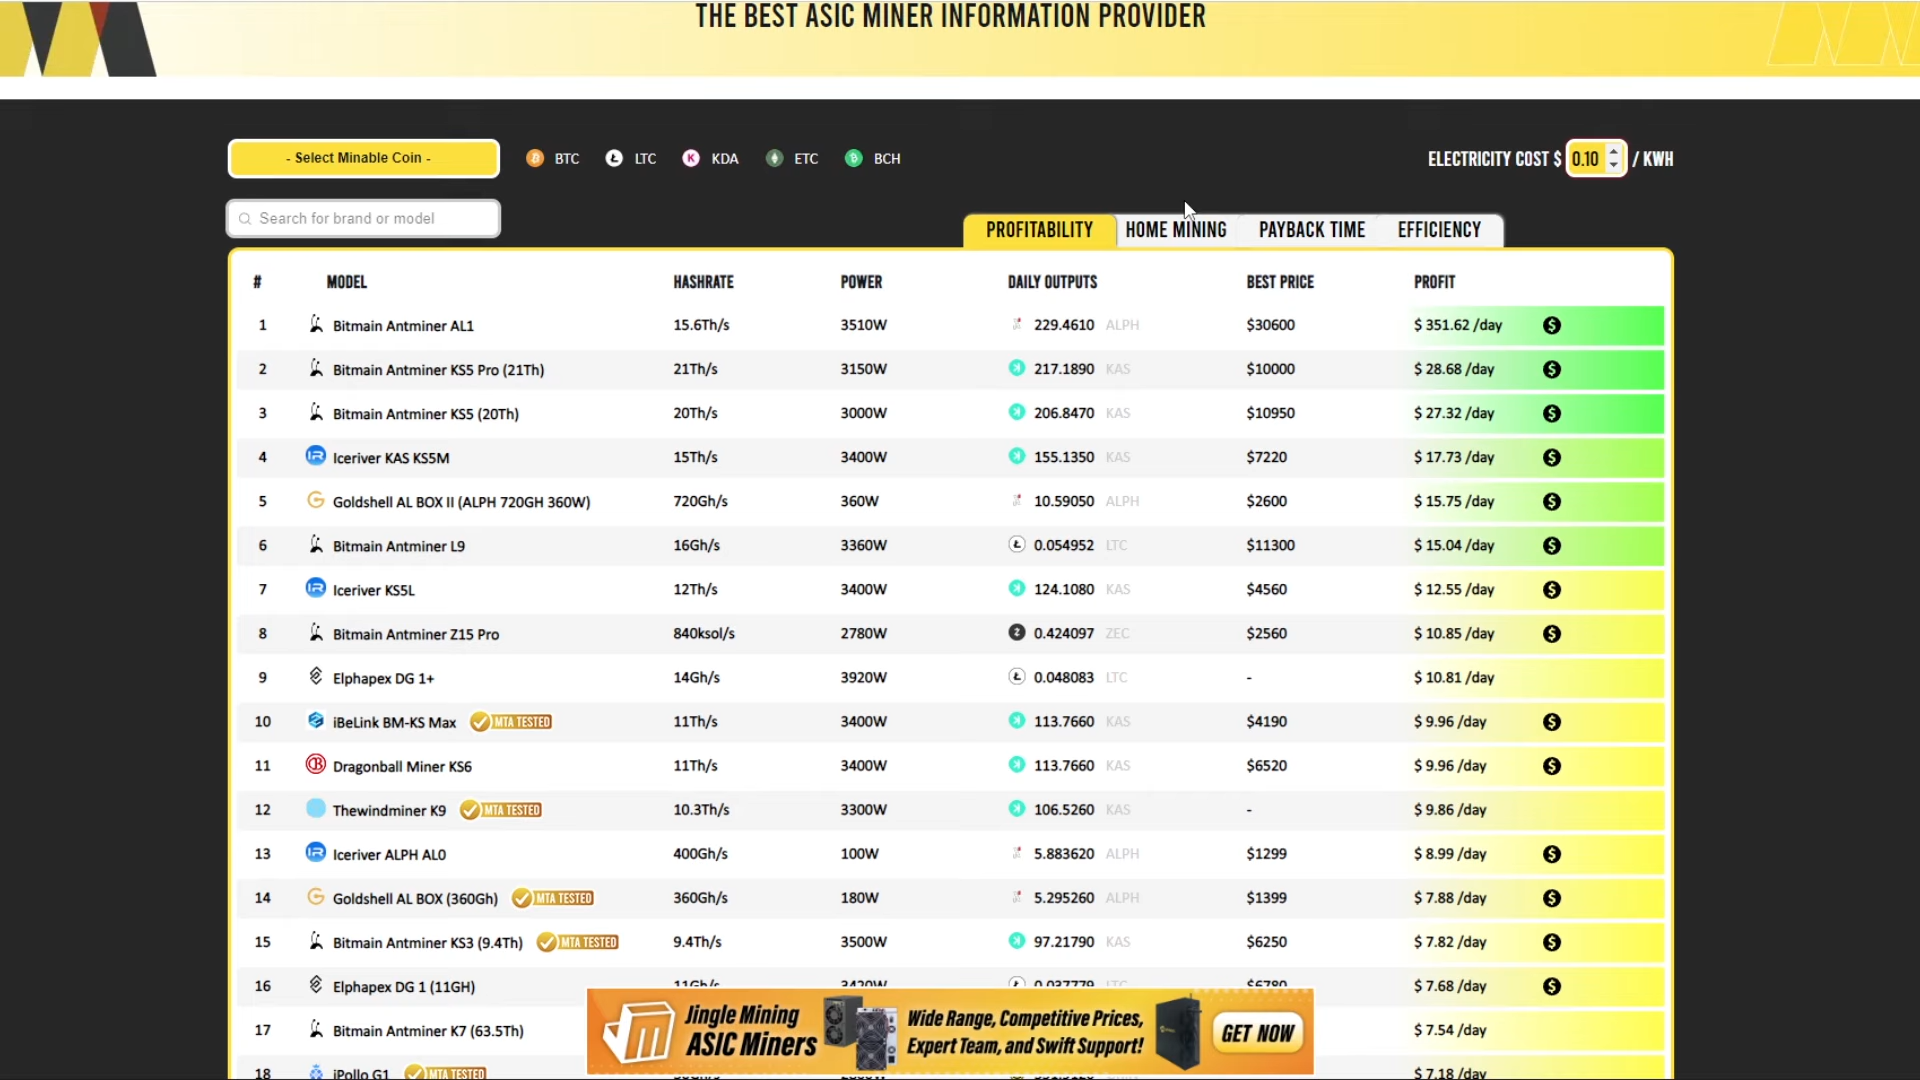 THE BEST ASIC MINER INFORMATION PROVIDER
- Select Minable Coin -
BTC LTC KDA ETC BCH
ELECTRICITY COST $ 0.10 / KWH
Search for brand or model
PROFITABILITY HOME MINING PAYBACK TIME EFFICIENCY
# MODEL HASHRATE POWER DAILY OUTPUTS BEST PRICE PROFIT
1 Bitmain Antminer AL1 15.6Th/s 3510W 229.4610 ALPH $30600 $ 351.62 /day
2 Bitmain Antminer KS5 Pro (21Th) 21Th/s 3150W 217.1890 KAS $10000 $ 28.68 /day
3 Bitmain Antminer KS5 (20Th) 20Th/s 3000W 206.8470 KAS $10950 $ 27.32 /day
4 Iceriver KAS KS5M 15Th/s 3400W 155.1350 KAS $7220 $ 17.73 /day
5 Goldshell AL BOX II (ALPH 720GH 360W) 720Gh/s 360W 10.59050 ALPH $2600 $ 15.75 /day
6 Bitmain Antminer L9 16Gh/s 3360W 0.054952 LTC $11300 $ 15.04 /day
7 Iceriver KS5L 12Th/s 3400W 124.1080 KAS $4560 $ 12.55 /day
8 Bitmain Antminer Z15 Pro 840ksol/s 2780W 0.424097 ZEC $2560 $ 10.85 /day
9 Elphapex DG 1+ 14Gh/s 3920W 0.048083 LTC - $ 10.81 /day
10 iBeLink BM-KS Max MTA TESTED 11Th/s 3400W 113.7660 KAS $4190 $ 9.96 /day
11 Dragonball Miner KS6 11Th/s 3400W 113.7660 KAS $6520 $ 9.96 /day
12 Thewindminer K9 MTA TESTED 10.3Th/s 3300W 106.5260 KAS - $ 9.86 /day
13 Iceriver ALPH AL0 400Gh/s 100W 5.883620 ALPH $1299 $ 8.99 /day
14 Goldshell AL BOX (360Gh) MTA TESTED 360Gh/s 180W 5.295260 ALPH $1399 $ 7.88 /day
15 Bitmain Antminer KS3 (9.4Th) MTA TESTED 9.4Th/s 3500W 97.21790 KAS $6250 $ 7.82 /day
16 Elphapex DG 1 (11GH) 11Gh/s 3420W 0.037779 LTC $6780 $ 7.68 /day
17 Bitmain Antminer K7 (63.5Th) $ 7.54 /day
18 iPollo G1 MTA TESTED $ 7.18 /day
Jingle Mining
ASIC Miners
Wide Range, Competitive Prices,
Expert Team, and Swift Support!
GET NOW